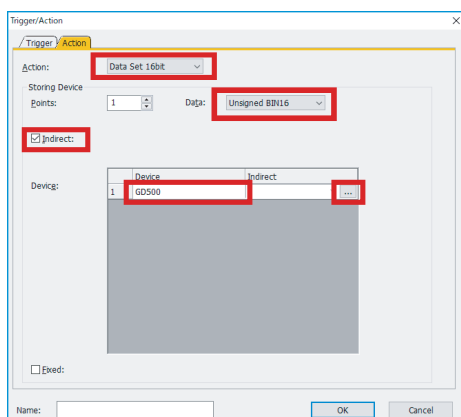 Trigger/Action
Trigger Action
Action: Data Set 16bit
Storing Device
Points: 1 Data: Unsigned BIN16
Indirect:
Device Indirect
Device:
1 GD500 ...
Fixed:
Name: OK Cancel